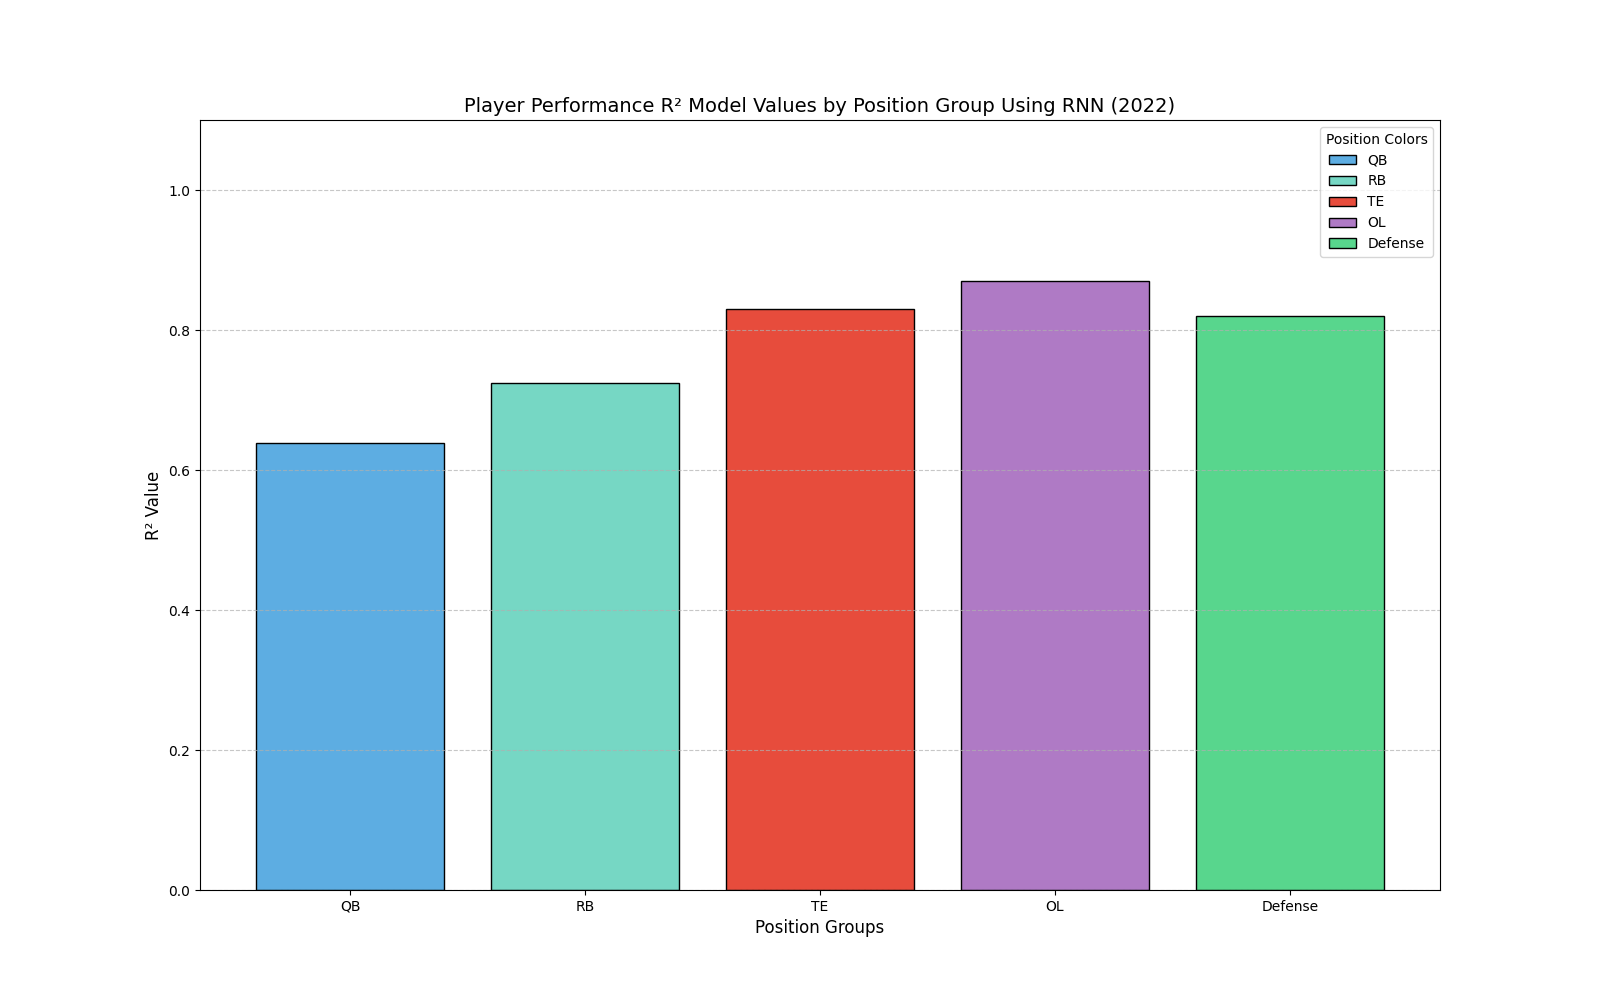 Player Performance R² Model Values by Position Group Using RNN (2022)
Position Colors
QB
RB
TE
OL
Defense
R² Value
1.0
0.8
0.6
0.4
0.2
0.0
QB RB TE OL Defense
Position Groups